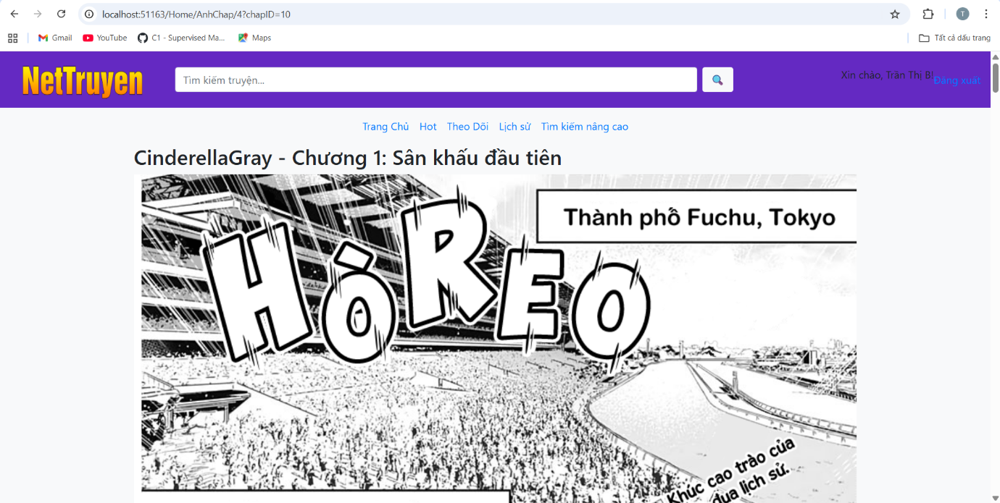 localhost:51163/Home/AnhChap/4?chapID=10
T
Gmail
YouTube
C1 - Supervised Ma...
Maps
Tất cả dấu trang
NetTruyen
Tìm kiếm truyện...
Xin chào, Trần Thị B!
Đăng xuất
Trang Chủ
Hot
Theo Dõi
Lịch sử
Tìm kiếm nâng cao
CinderellaGray - Chương 1: Sân khấu đầu tiên
Thành phố Fuchu, Tokyo
HÒ REO
Khúc cao trào của
đua lịch sử.